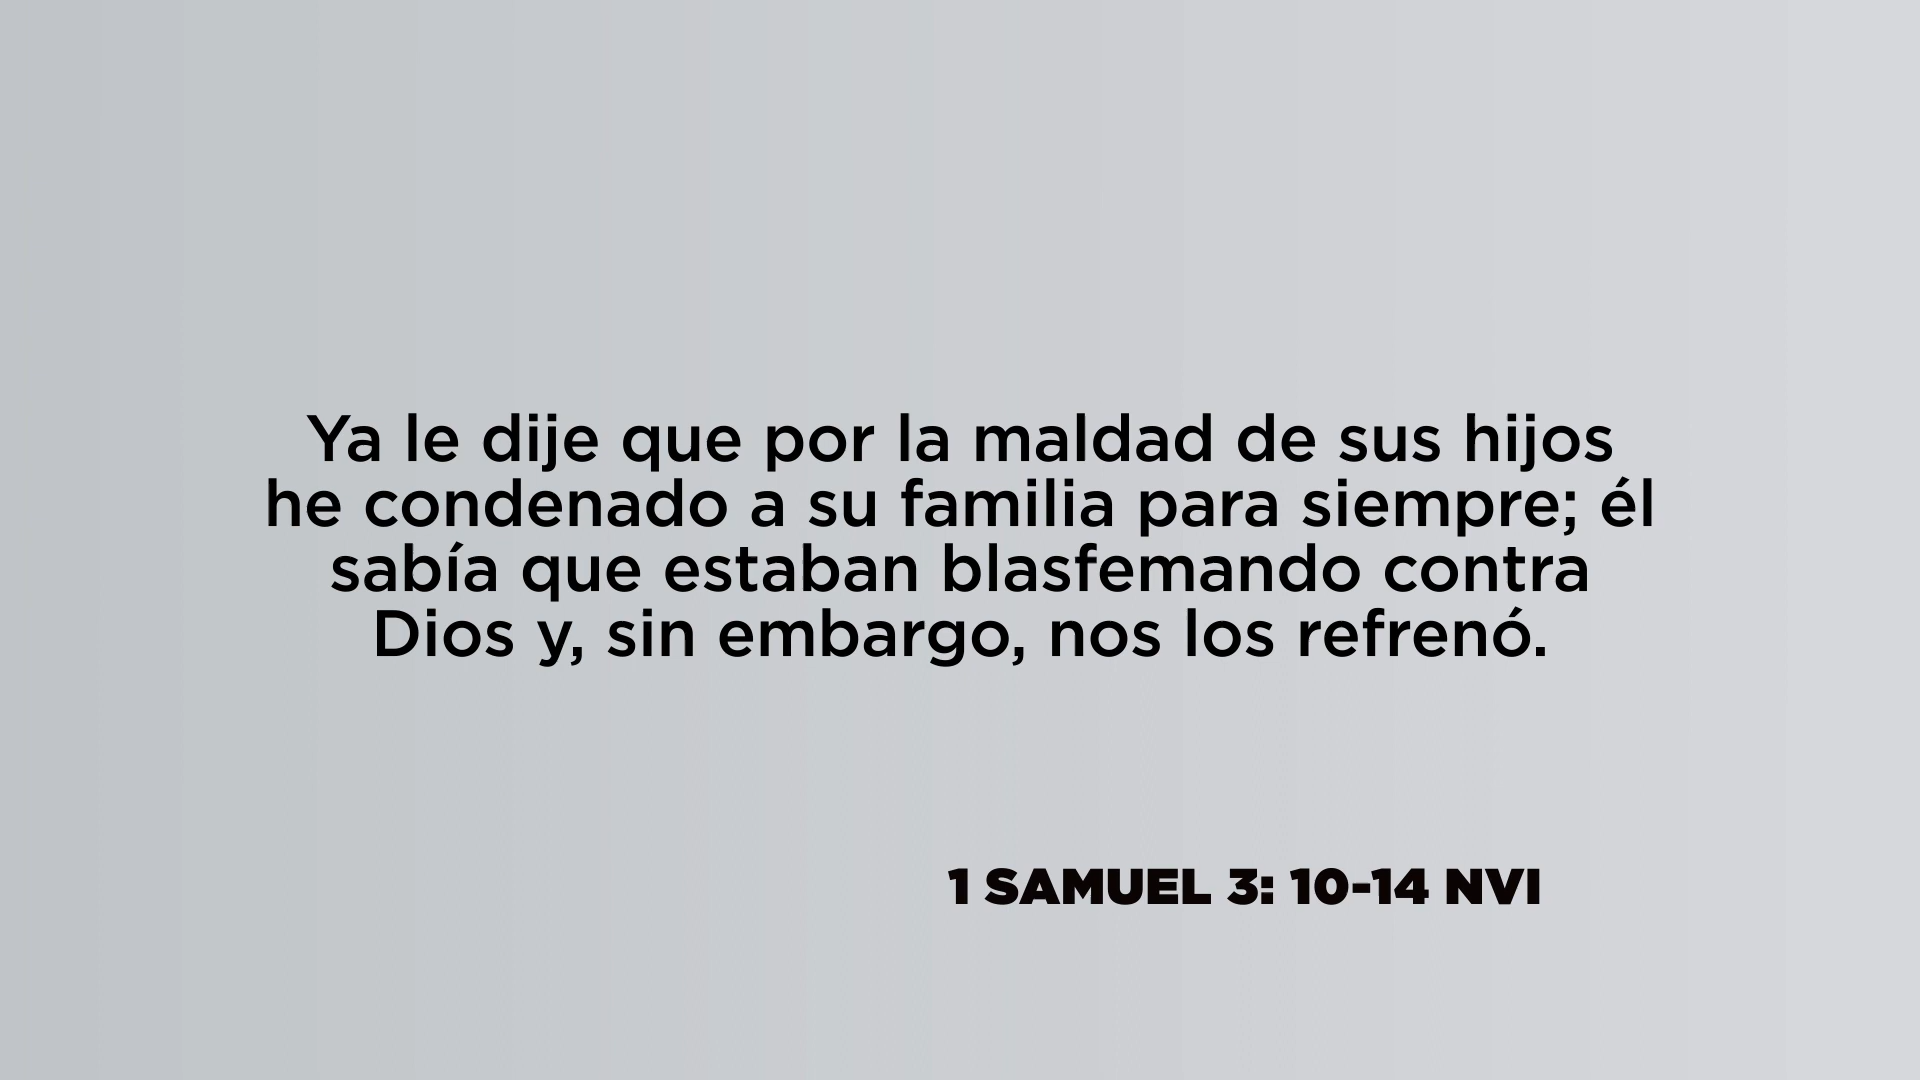 Ya le dije que por la maldad de sus hijos
he condenado a su familia para siempre; él
sabía que estaban blasfemando contra
Dios y, sin embargo, nos los refrenó.
1 SAMUEL 3: 10-14 NVI